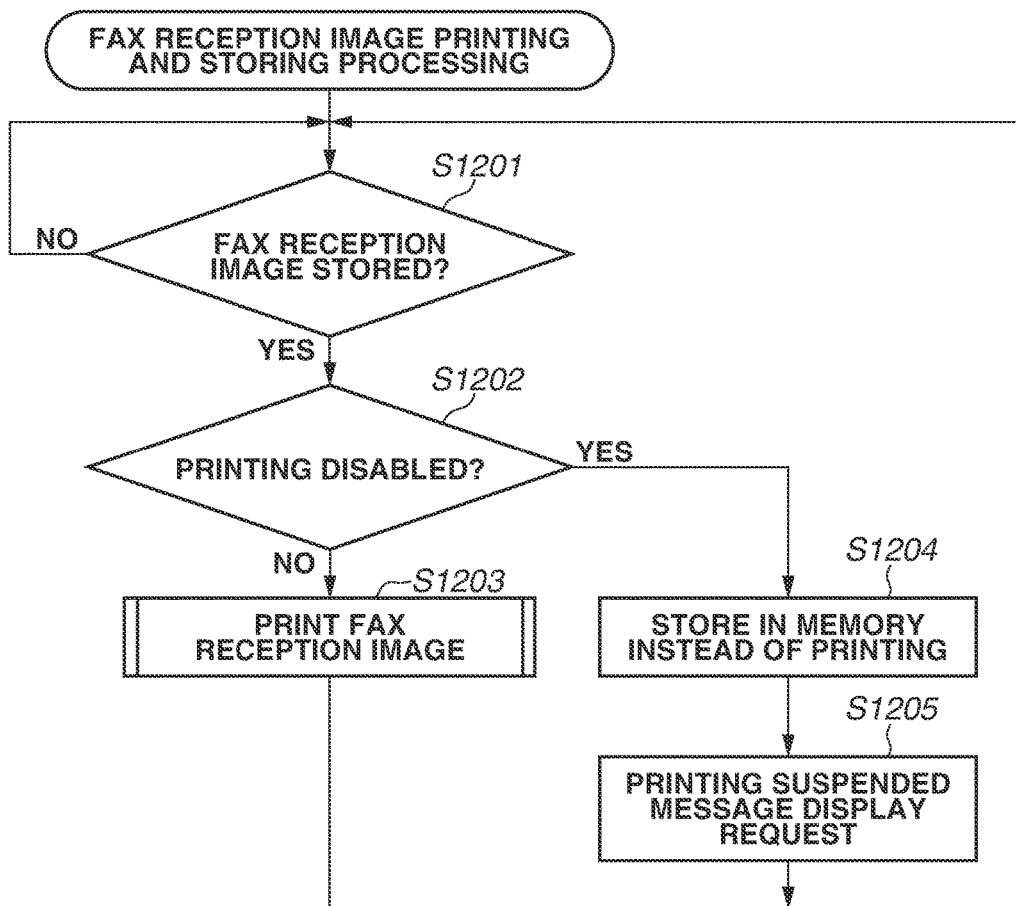 FAX RECEPTION IMAGE PRINTING
AND STORING PROCESSING
S1201
NO
FAX RECEPTION
IMAGE STORED?
YES
S1202
PRINTING DISABLED?
YES
NO
S1203
PRINT FAX
RECEPTION IMAGE
S1204
STORE IN MEMORY
INSTEAD OF PRINTING
S1205
PRINTING SUSPENDED
MESSAGE DISPLAY
REQUEST